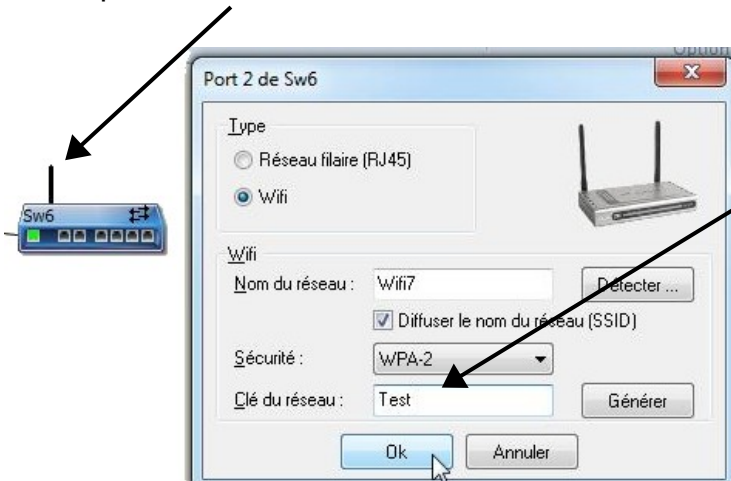 Option
Port 2 de Sw6
X
Type
Réseau filaire (RJ45)
Wifi
Sw6
Wifi
Nom du réseau : Wifi7 Détecter ...
Diffuser le nom du réseau (SSID)
Sécurité : WPA-2
Clé du réseau : Test Générer
Ok Annuler